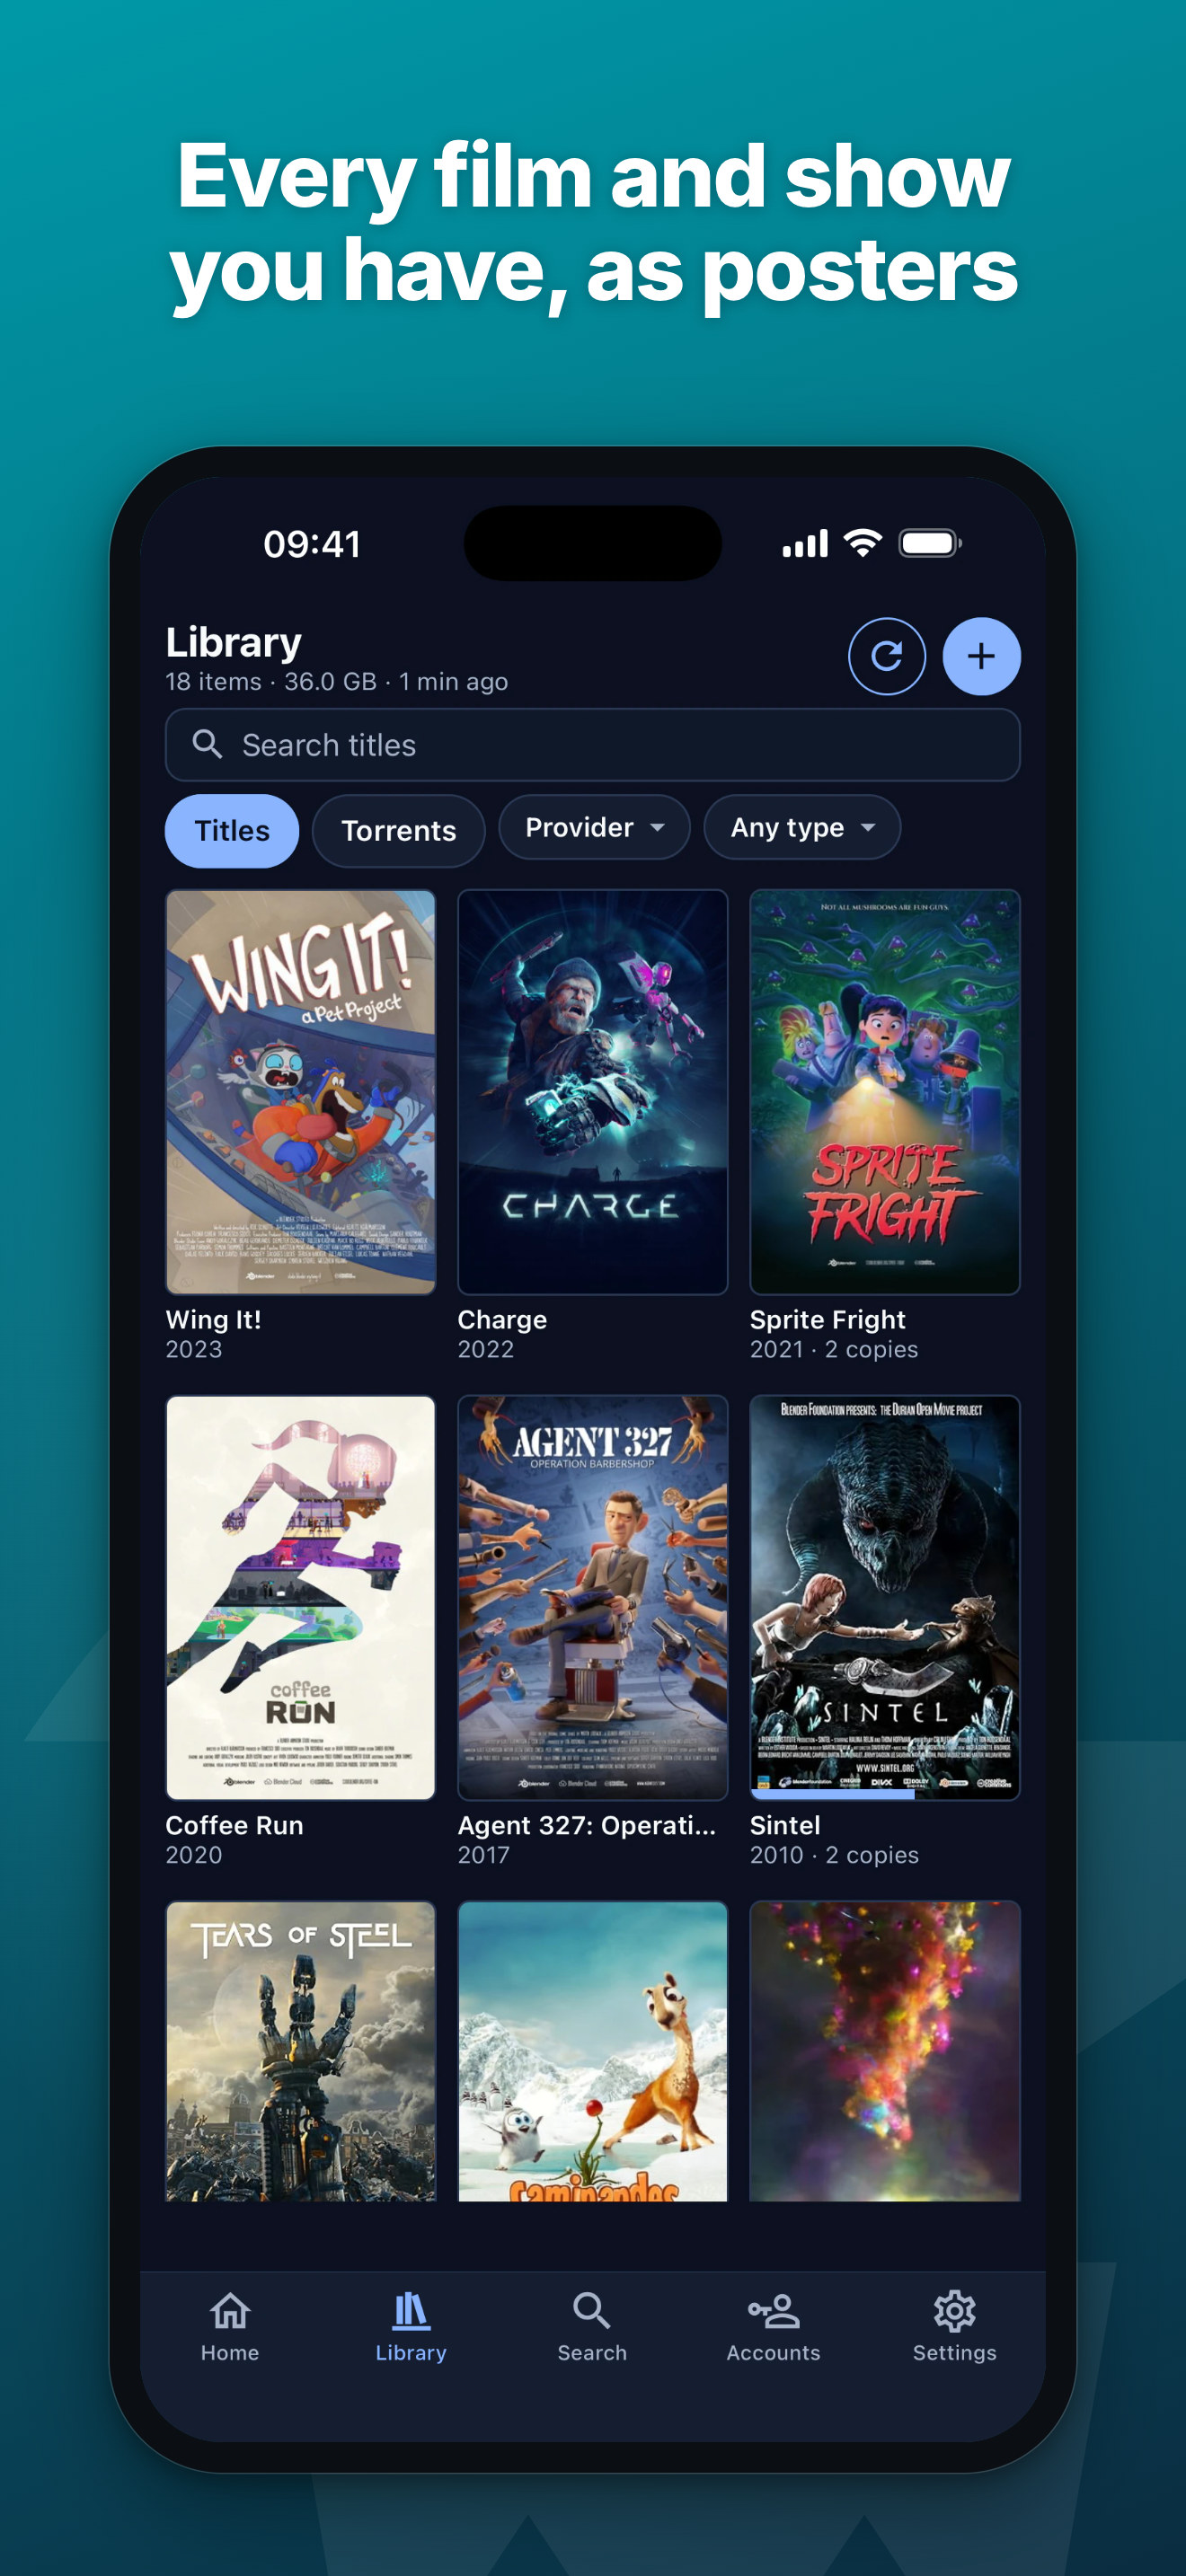 Every film and show
you have, as posters
09:41
Library
18 items · 36.0 GB · 1 min ago
Search titles
Titles
Torrents
Provider
Any type
WING IT!
a Pet Project
CHARGE
NOT ALL MUSHROOMS ARE FUN GUYS.
SPRITE
FRIGHT
Wing It!
2023
Charge
2022
Sprite Fright
2021 · 2 copies
coffee
RUN
AGENT 327
OPERATION BARBERSHOP
BLENDER FOUNDATION PRESENTS: THE DURIAN OPEN MOVIE PROJECT
SINTEL
WWW.SINTEL.ORG
Coffee Run
2020
Agent 327: Operati...
2017
Sintel
2010 · 2 copies
TEARS OF STEEL
Caminandes
Home
Library
Search
Accounts
Settings